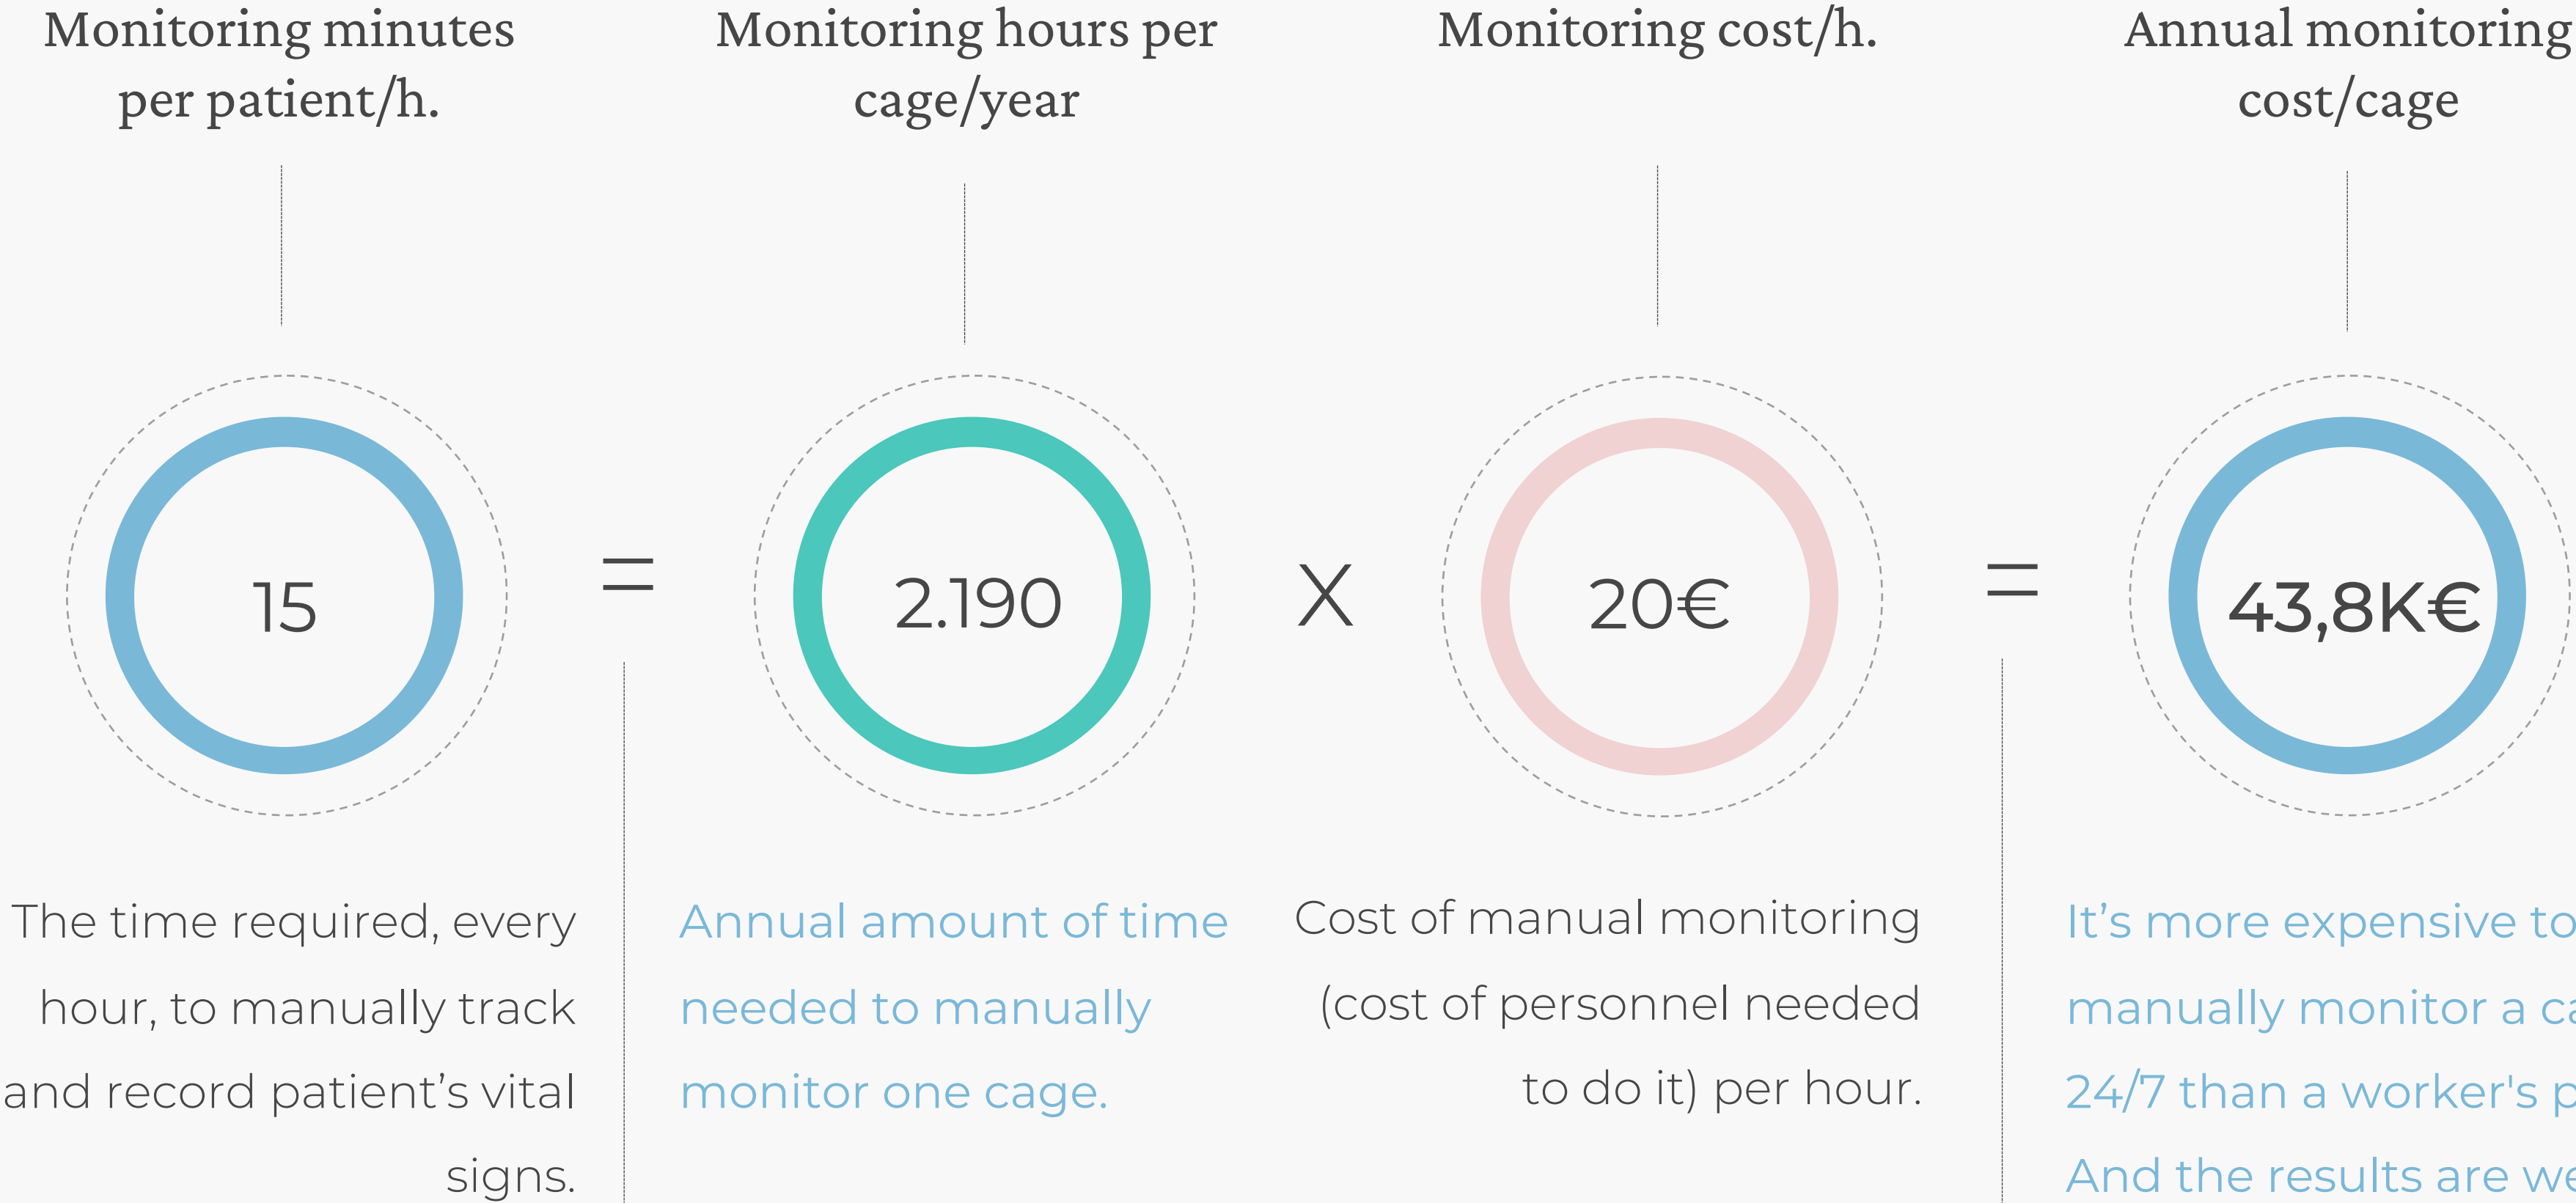 Monitoring minutes
per patient/h.
Monitoring hours per
cage/year
Monitoring cost/h.
Annual monitoring
cost/cage
15
=
2.190
X
20€
=
43,8K€
The time required, every
hour, to manually track
and record patient’s vital
signs.
Annual amount of time
needed to manually
monitor one cage.
Cost of manual monitoring
(cost of personnel needed
to do it) per hour.
It’s more expensive to
manually monitor a
24/7 than a worker's
And the results are